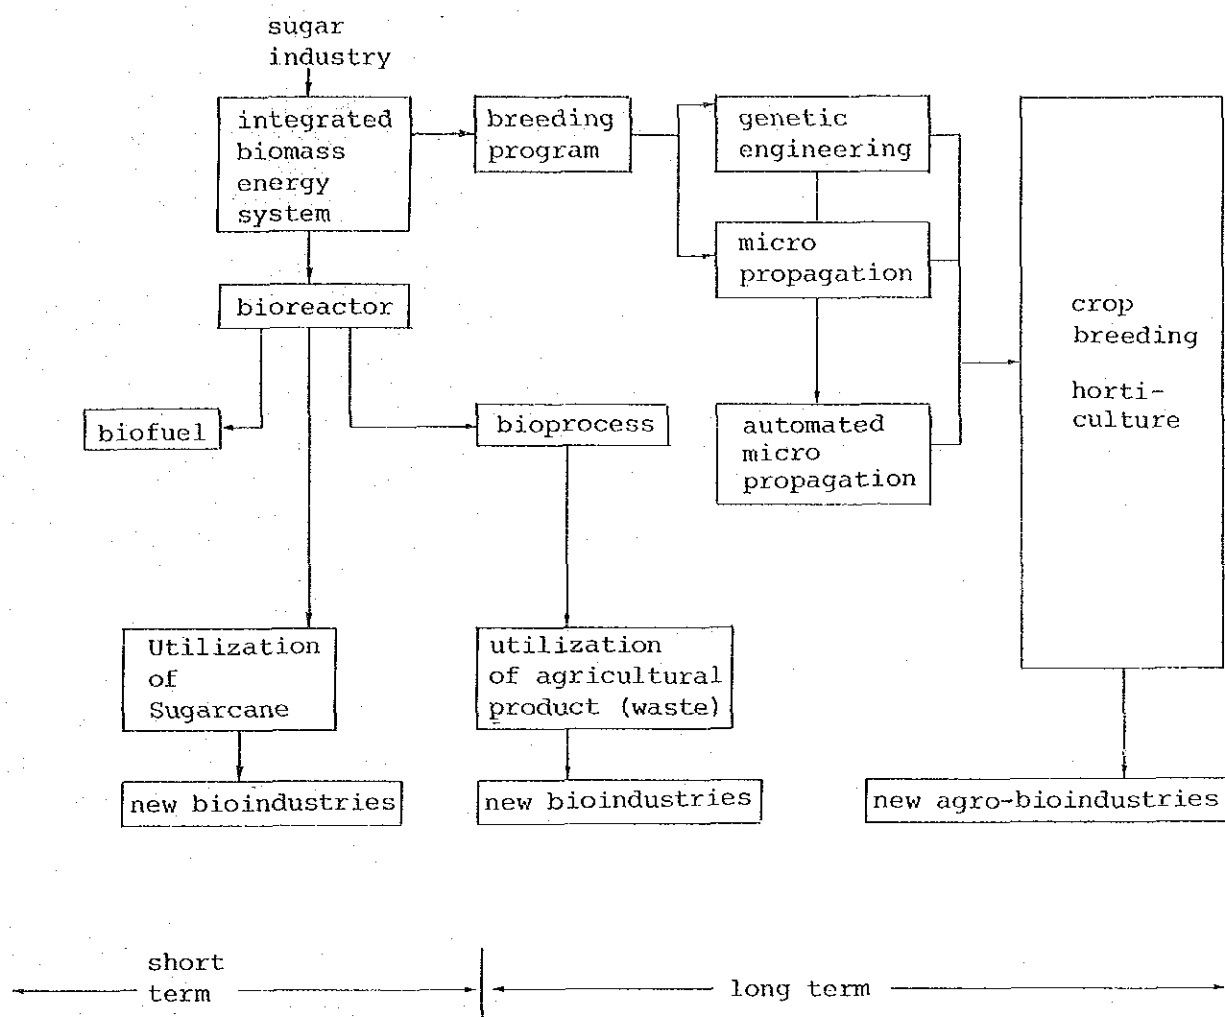 sugar
industry
integrated
biomass
energy
system
breeding
program
genetic
engineering
micro
propagation
bioreactor
crop
breeding
horti-
culture
biofuel
bioprocess
automated
micro
propagation
Utilization
of
Sugarcane
utilization
of agricultural
product (waste)
new bioindustries
new bioindustries
new agro-bioindustries
short
term
long term